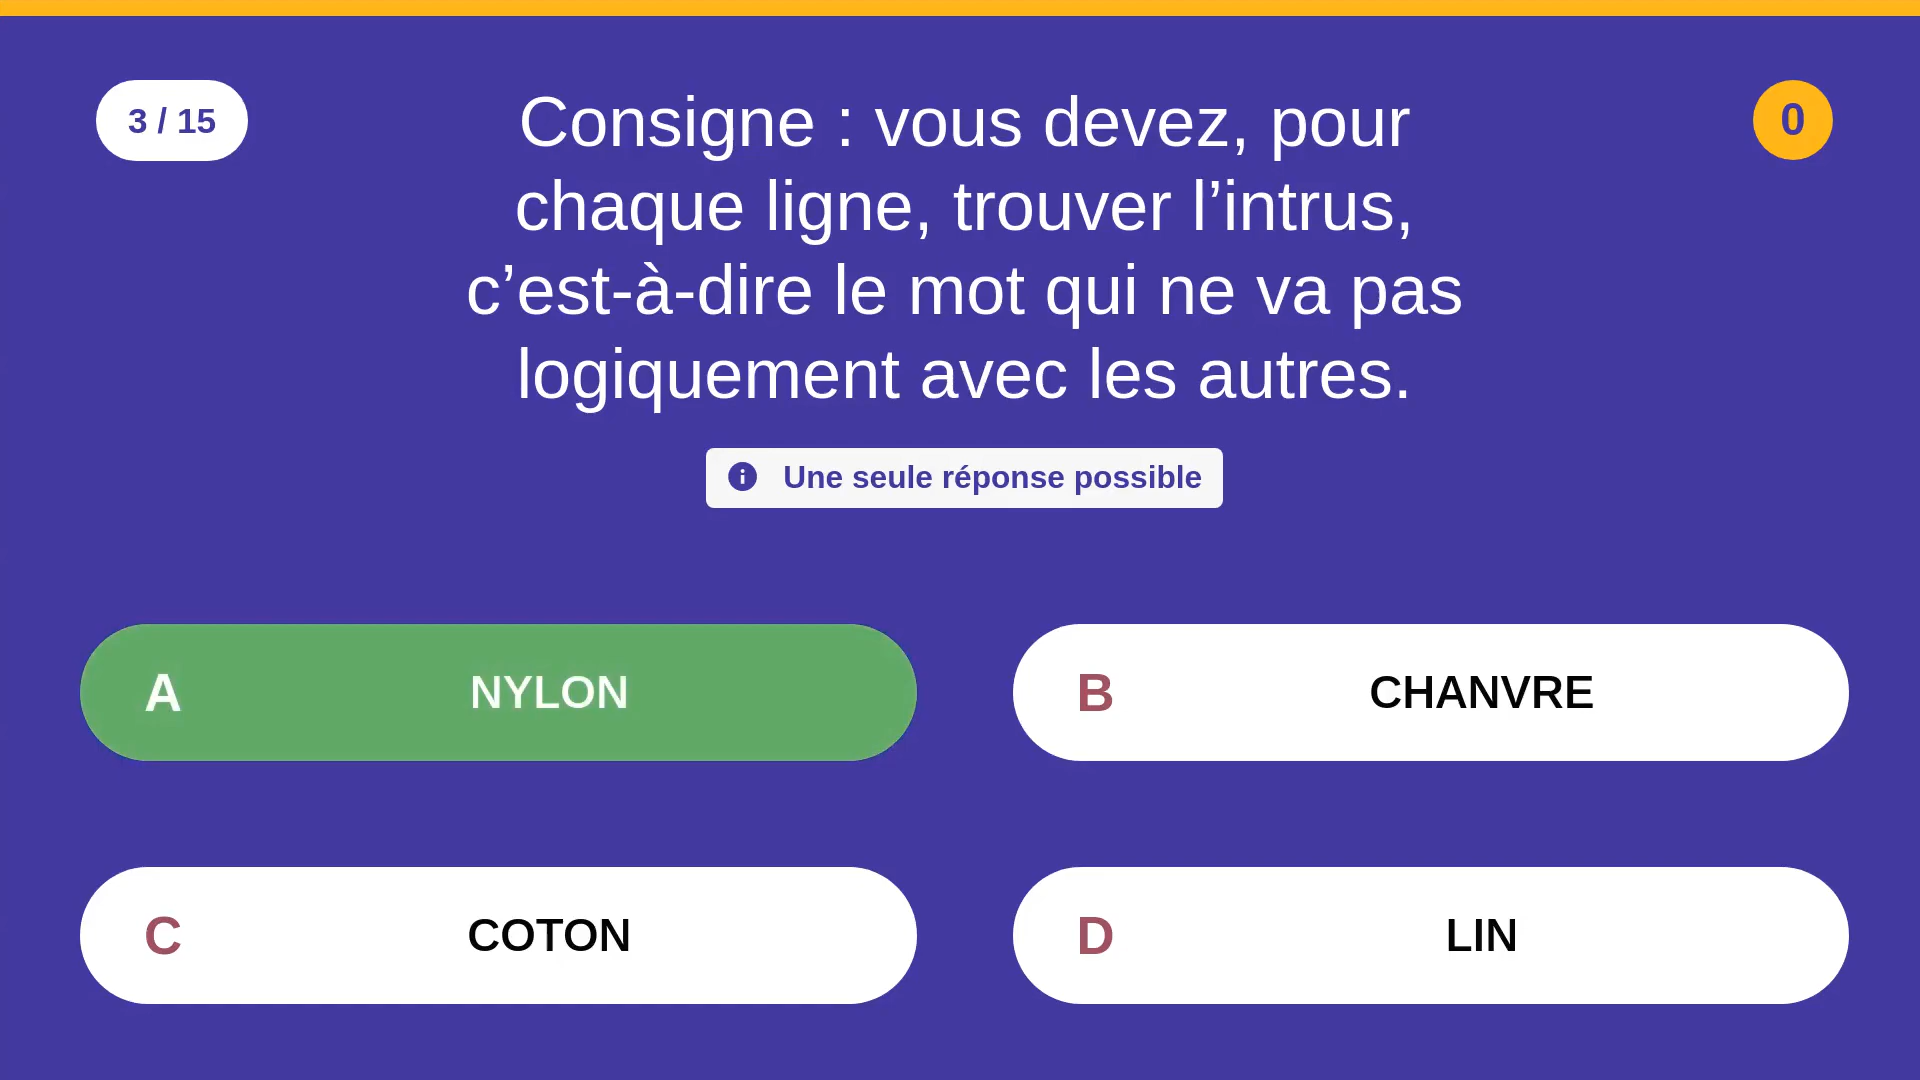 3 / 15
Consigne : vous devez, pour
chaque ligne, trouver l’intrus,
c’est-à-dire le mot qui ne va pas
logiquement avec les autres.
0
Une seule réponse possible
A NYLON
B CHANVRE
C COTON
D LIN